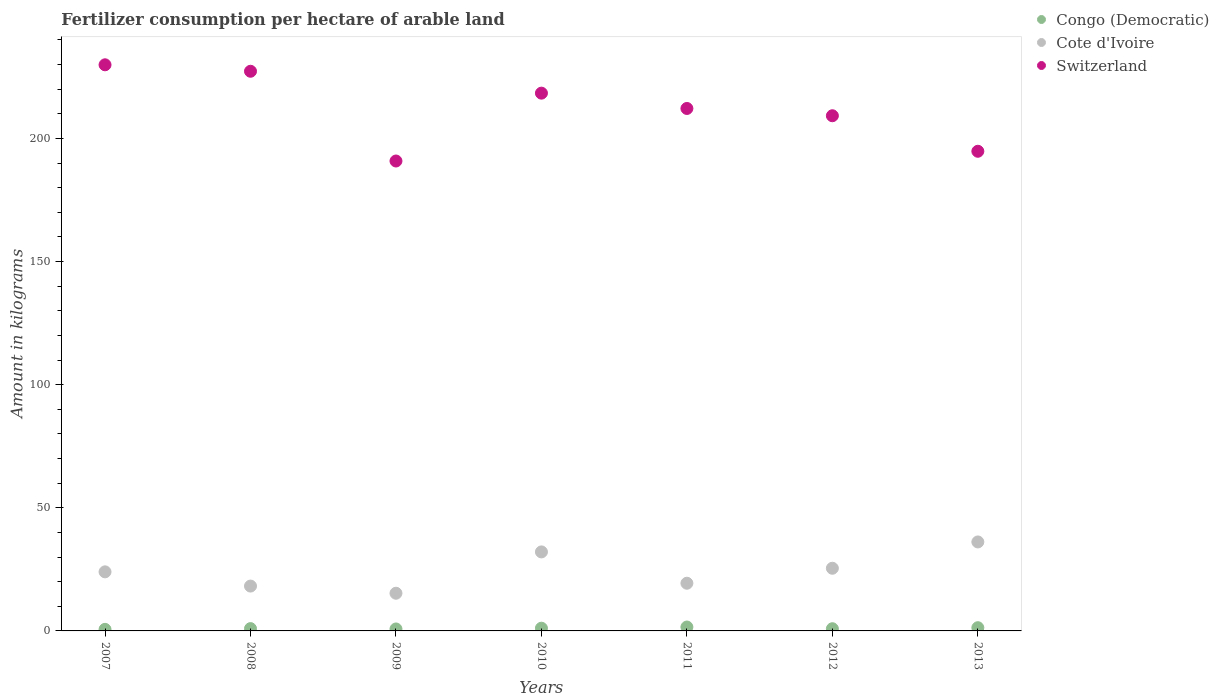 Fertilizer consumption per hectare of arable land
Congo (Democratic)
Cote d'Ivoire
Switzerland
Amount in kilograms
200
150
100
50
0
2007
2008
2009
2010
2011
2012
2013
Years